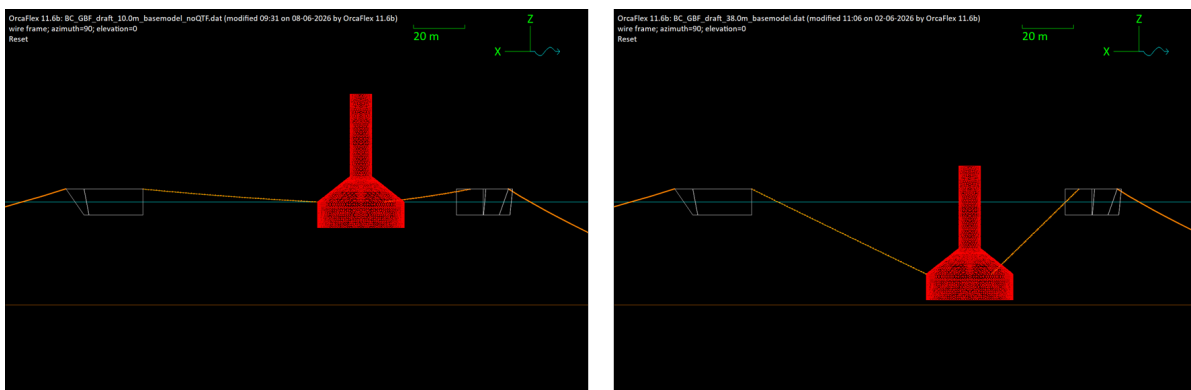 OrcaFlex 11.6b: BC_GBF_draft_10.0m_basemodel_noQTF.dat (modified 09:31 on 08-06-2026 by OrcaFlex 11.6b)
wire frame; azimuth=90; elevation=0
Reset
20 m
Z
X
OrcaFlex 11.6b: BC_GBF_draft_38.0m_basemodel.dat (modified 11:06 on 02-06-2026 by OrcaFlex 11.6b)
wire frame; azimuth=90; elevation=0
Reset
20 m
Z
X